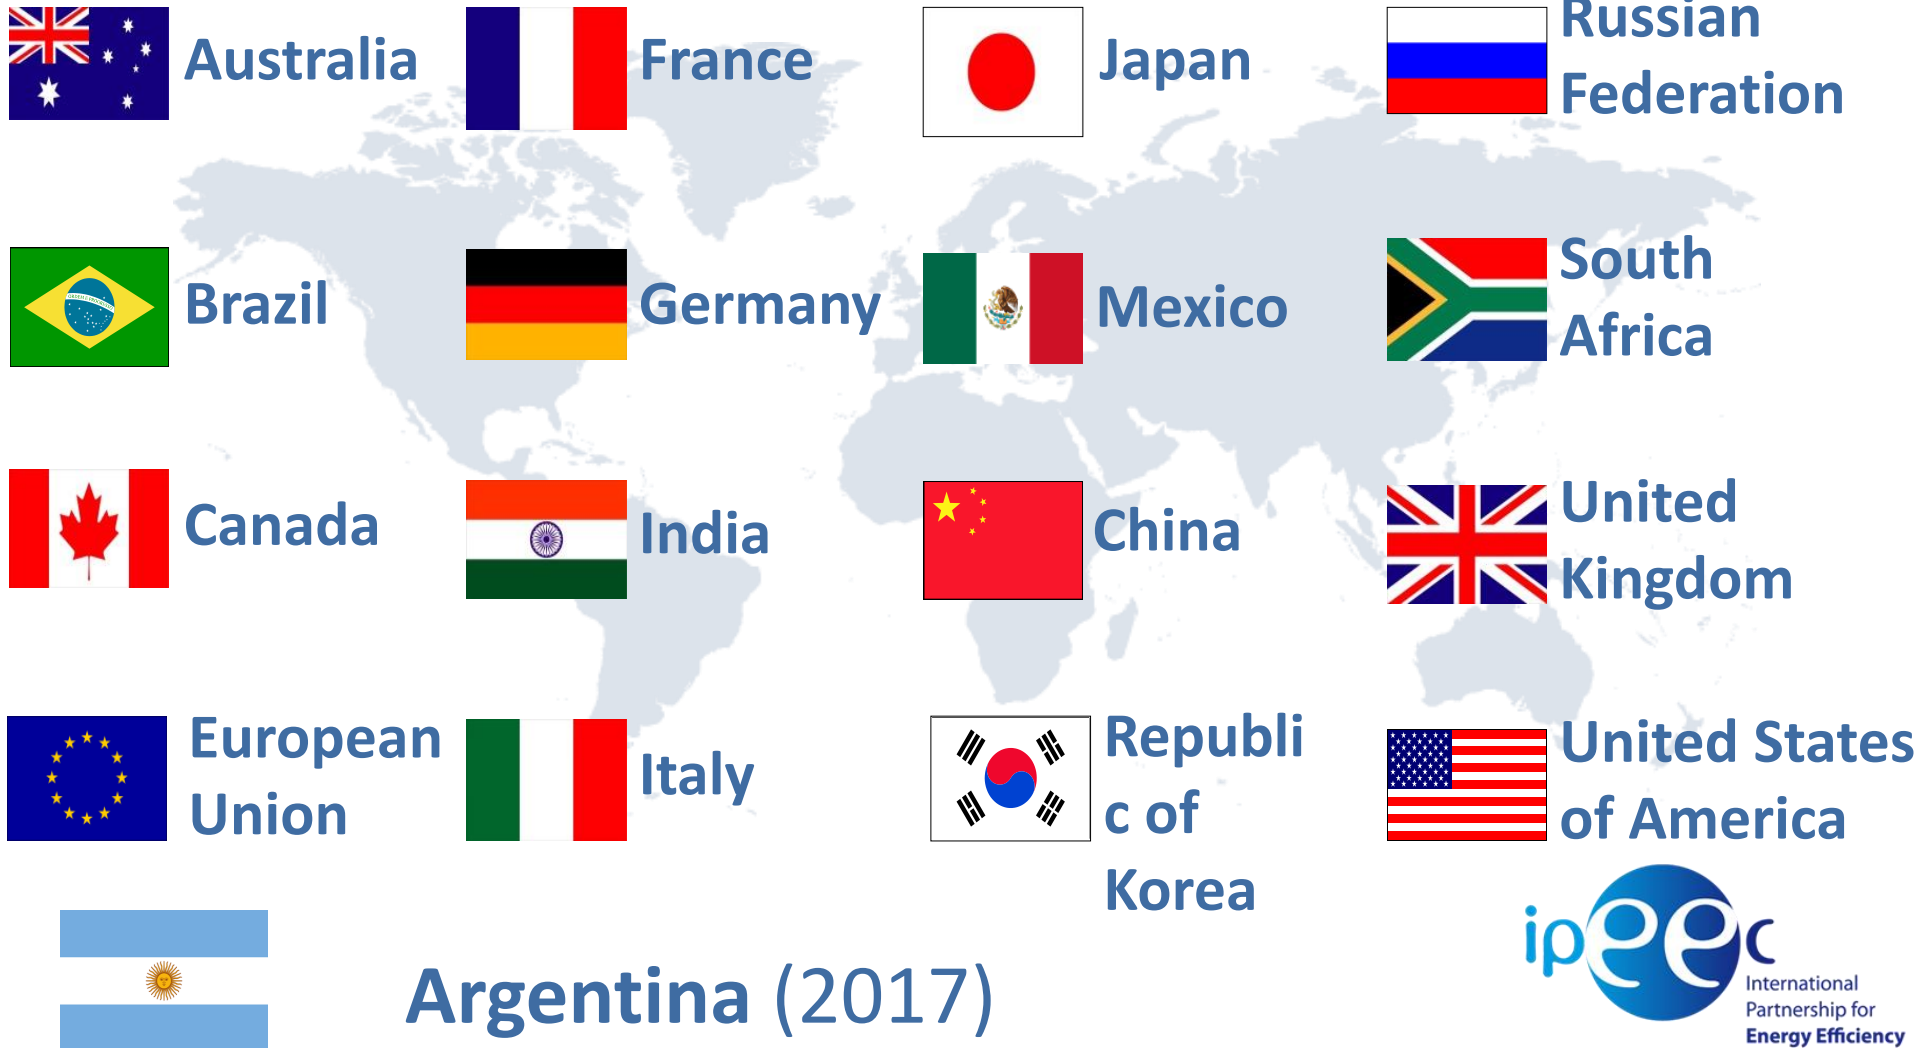 Australia
France
Japan
Russian
Federation
Brazil
Germany
Mexico
South
Africa
Canada
India
China
United
Kingdom
European
Union
Italy
Republi
c of
Korea
United States
of America
Argentina (2017)
ipeec
International
Partnership for
Energy Efficiency